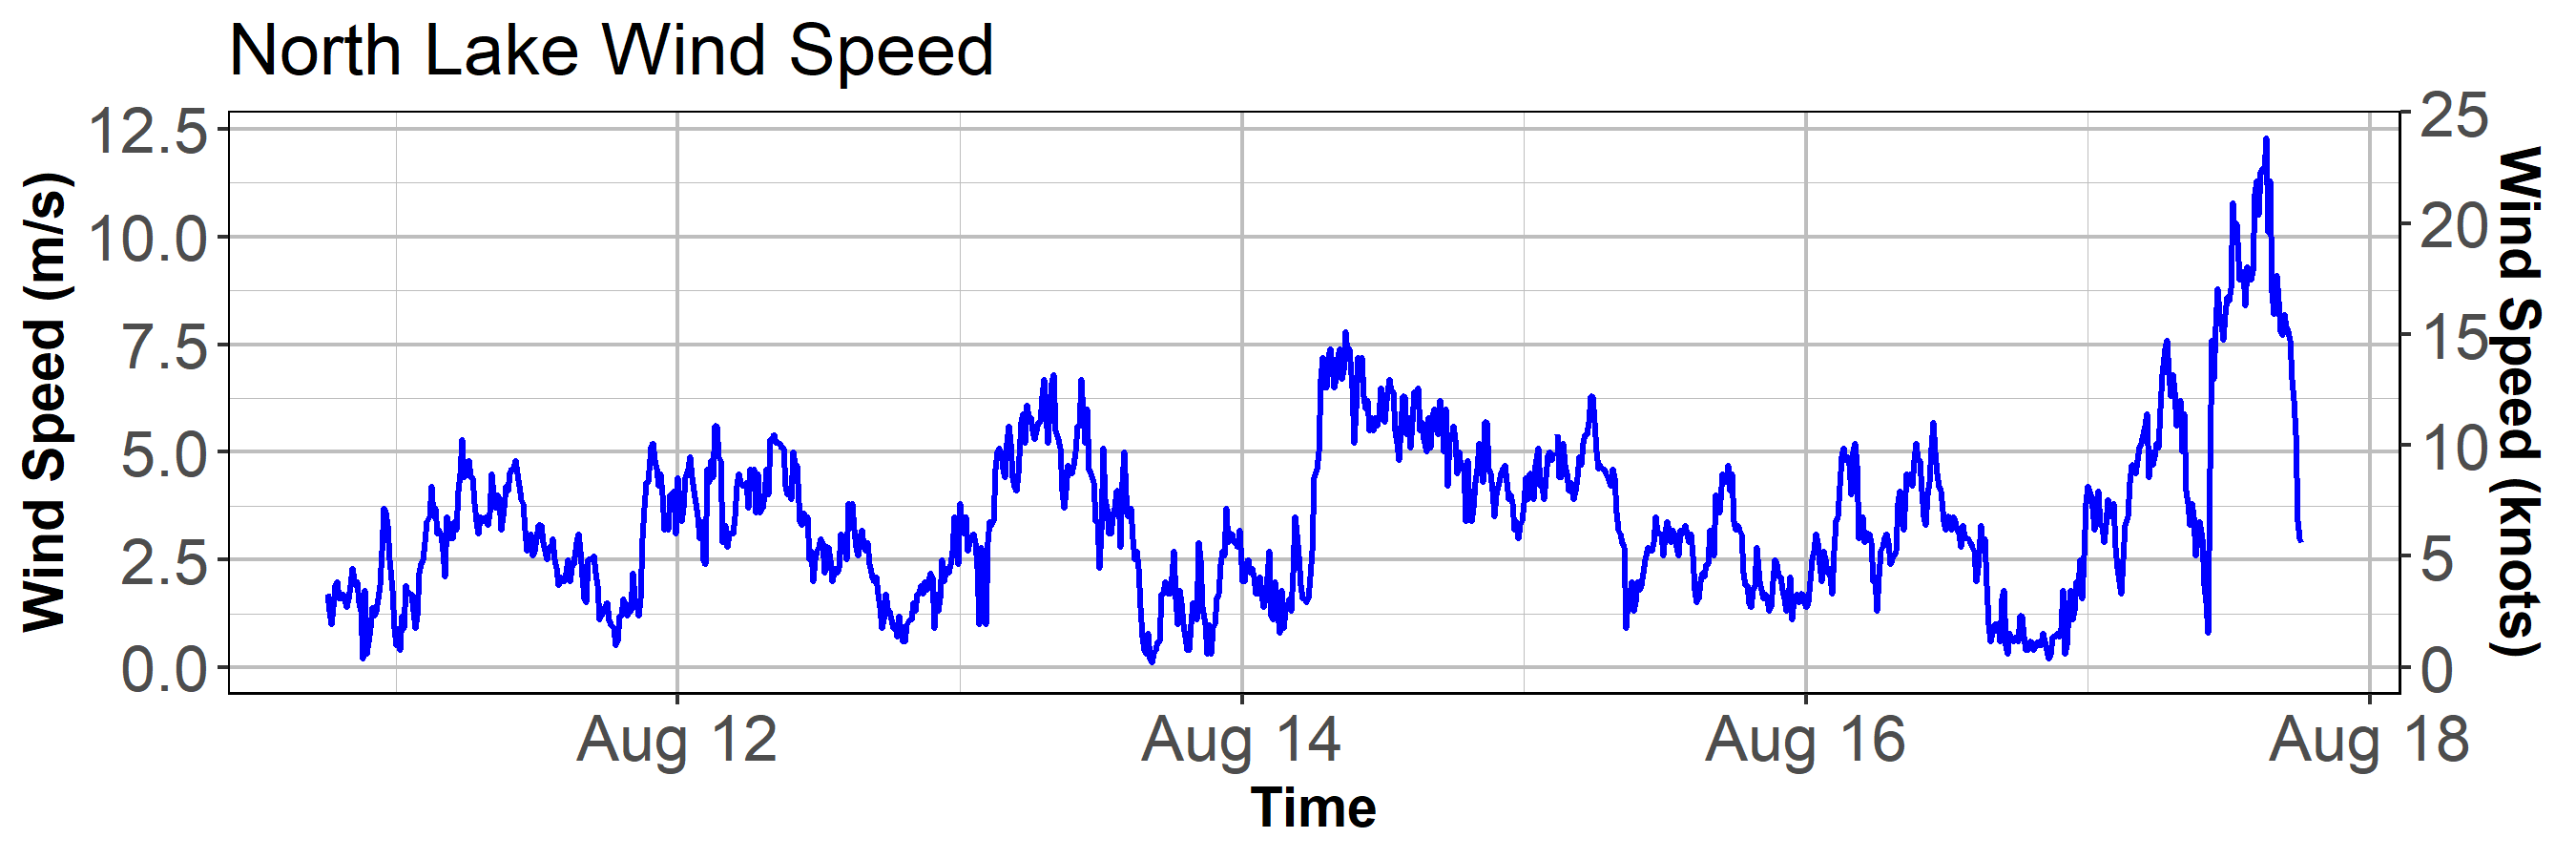 North Lake Wind Speed
Wind Speed (m/s)
12.5
10.0
7.5
5.0
2.5
0.0
25
20
15
10
5
0
Wind Speed (knots)
Aug 12 Aug 14 Aug 16 Aug 18
Time